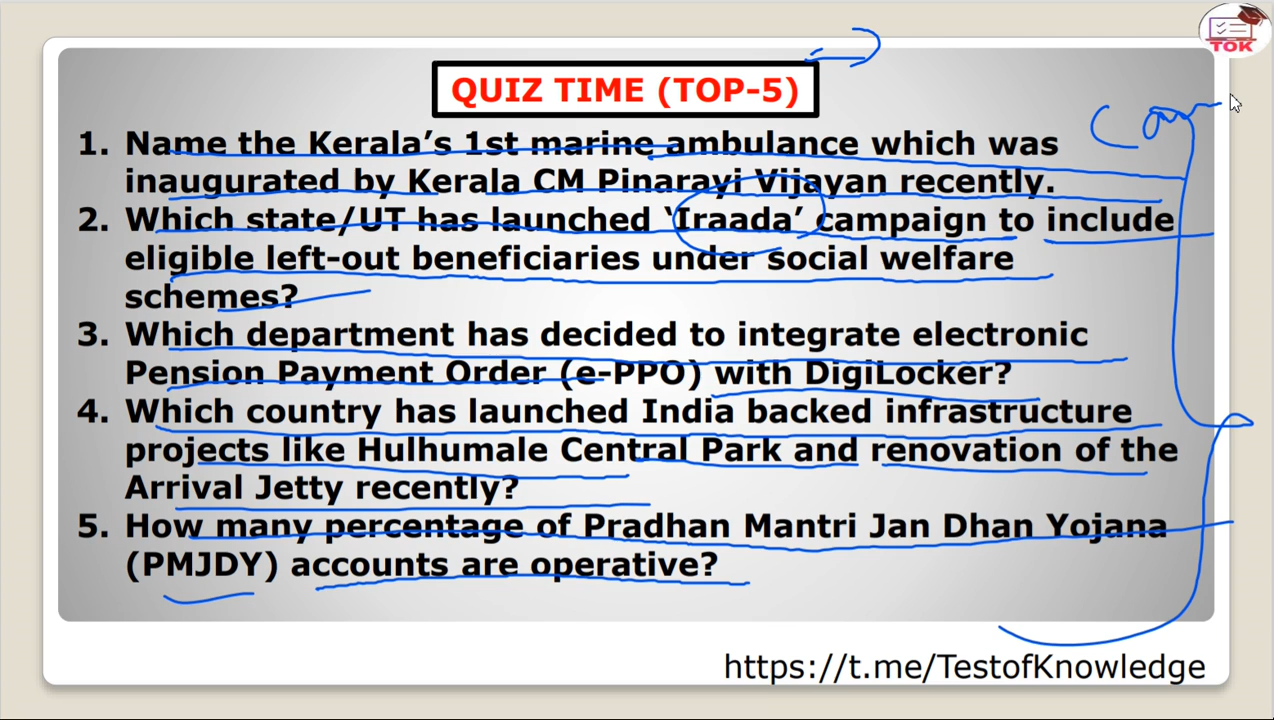 TOK
QUIZ TIME (TOP-5)
1. Name the Kerala's 1st marine ambulance which was
inaugurated by Kerala CM Pinarayi Vijayan recently.
2. Which state/UT has launched 'Iraada' campaign to include
eligible left-out beneficiaries under social welfare
schemes?
3. Which department has decided to integrate electronic
Pension Payment Order (e-PPO) with DigiLocker?
4. Which country has launched India backed infrastructure
projects like Hulhumale Central Park and renovation of the
Arrival Jetty recently?
5. How many percentage of Pradhan Mantri Jan Dhan Yojana
(PMJDY) accounts are operative?
https://t.me/TestofKnowledge